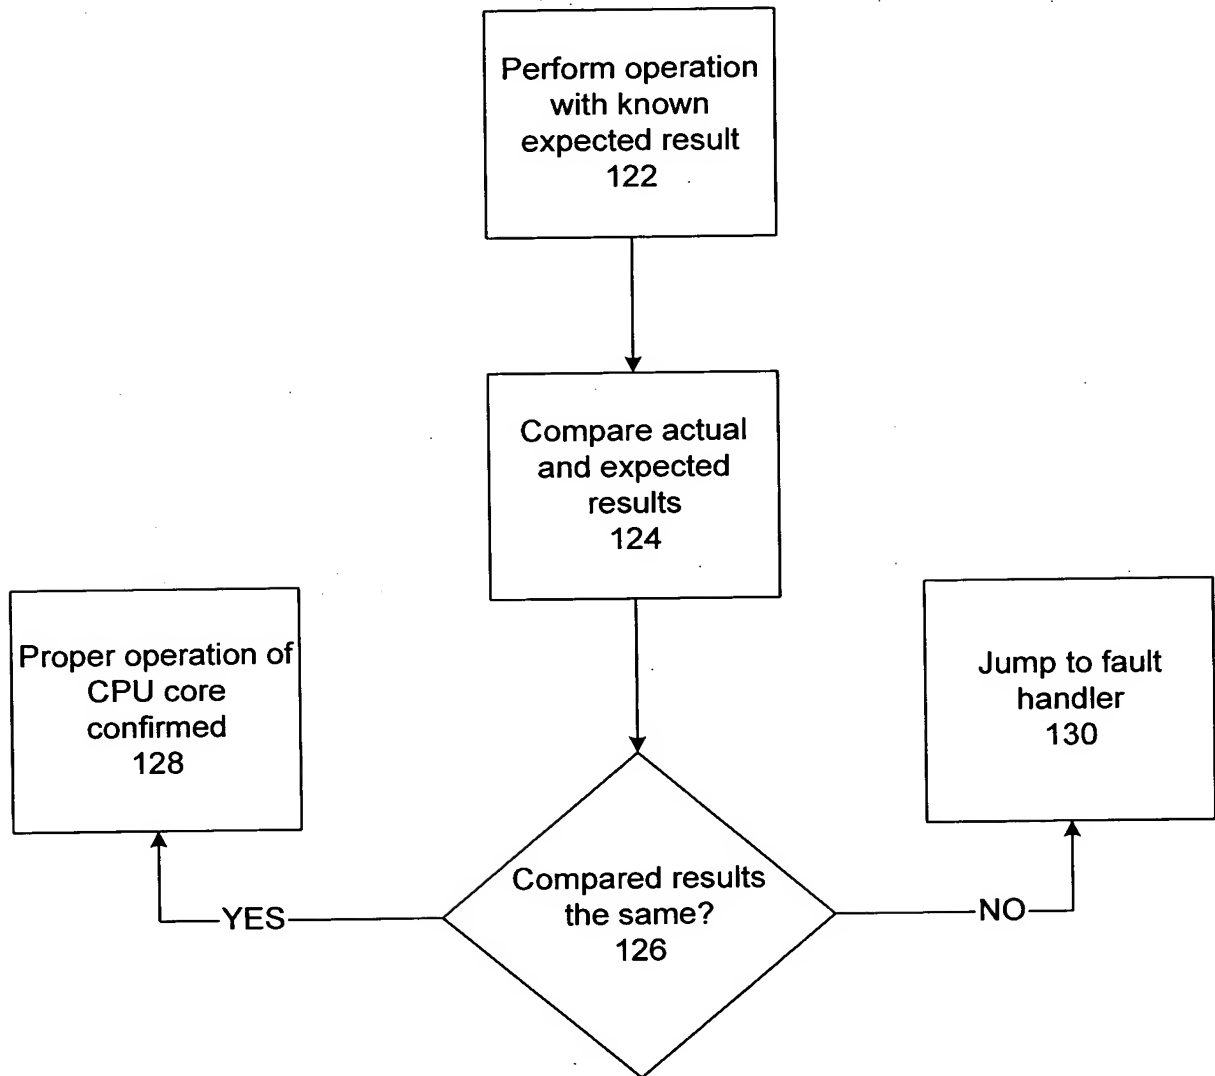 Perform operation
with known
expected result
122
Compare actual
and expected
results
124
Proper operation of
CPU core
confirmed
128
Jump to fault
handler
130
Compared results
the same?
126
YES
NO